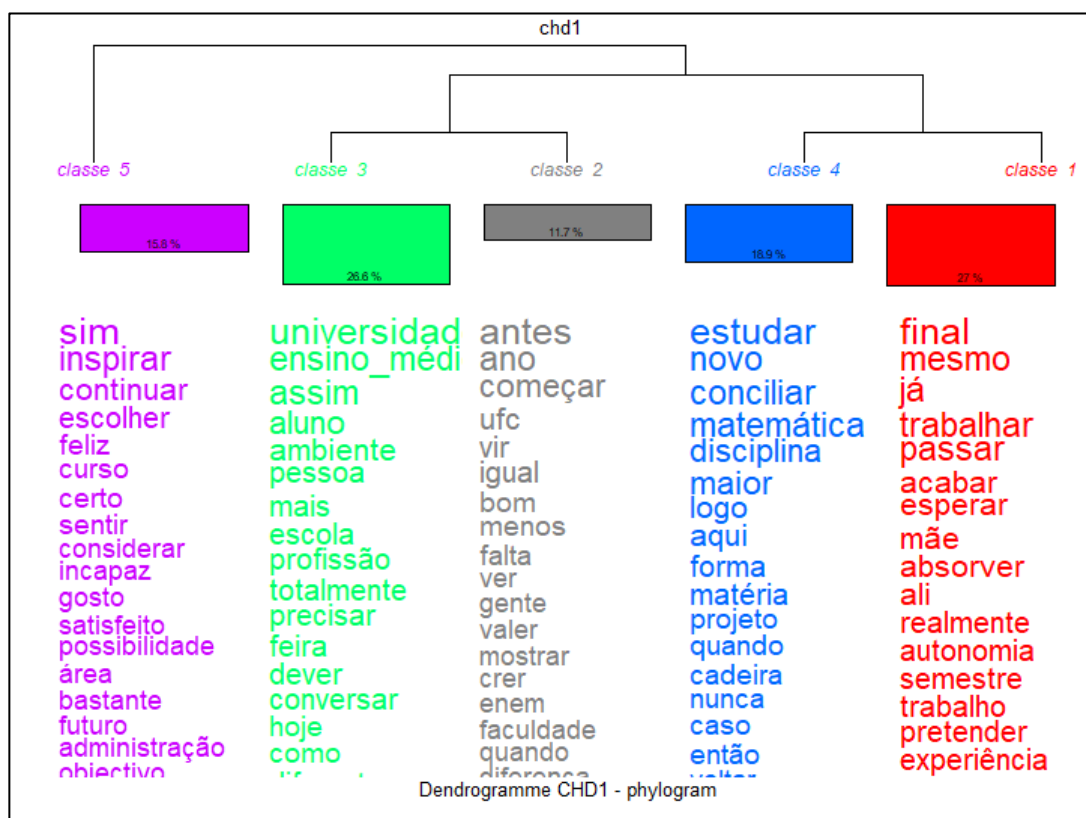 chd1
classe 5
classe 3
classe 2
classe 4
classe 1
15.8 %
26.6 %
11.7 %
18.9 %
27 %
sim
inspirar
continuar
escolher
feliz
curso
certo
sentir
considerar
incapaz
gosto
satisfeito
possibilidade
área
bastante
futuro
administração
objectivo
universidad
ensino_médi
assim
aluno
ambiente
pessoa
mais
escola
profissão
totalmente
precisar
feira
dever
conversar
hoje
como
antes
ano
começar
ufc
vir
igual
bom
menos
falta
ver
gente
valer
mostrar
crer
enem
faculdade
quando
diferença
estudar
novo
conciliar
matemática
disciplina
maior
logo
aqui
forma
matéria
projeto
quando
cadeira
nunca
caso
então
voltar
final
mesmo
já
trabalhar
passar
acabar
esperar
mãe
absorver
ali
realmente
autonomia
semestre
trabalho
pretender
experiência
Dendrogramme CHD1 - phylogram